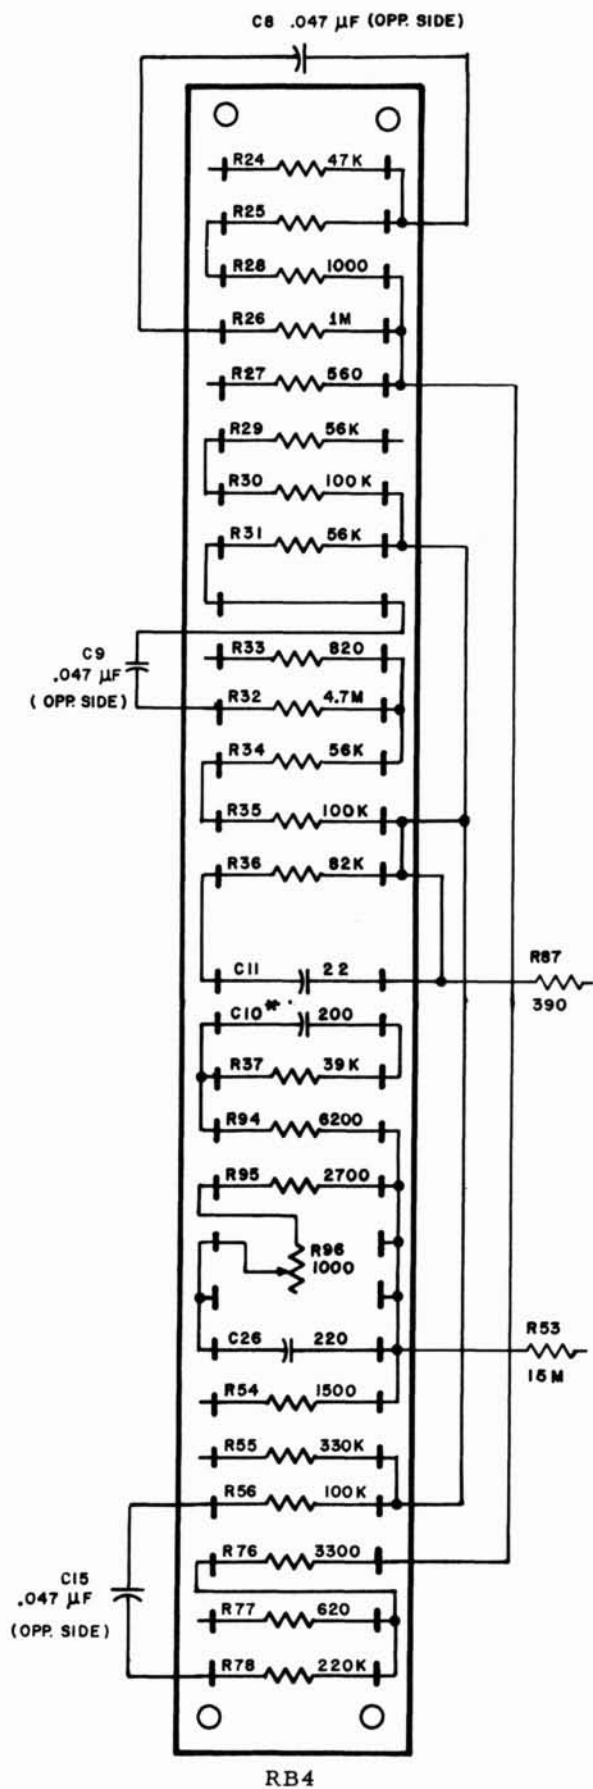 C8 .047 µF (OPP. SIDE)
R24 47K
R25
R28 1000
R26 1M
R27 560
R29 56K
R30 100K
R31 56K
C9
.047 µF
(OPP. SIDE)
R33 820
R32 4.7M
R34 56K
R35 100K
R36 82K
R87
390
C11 22
C10* 200
R37 39K
R94 6200
R95 2700
R96
1000
R53
15M
C26 220
R54 1500
R55 330K
R56 100K
R76 3300
C15
.047 µF
(OPP. SIDE)
R77 620
R78 220K
RB4